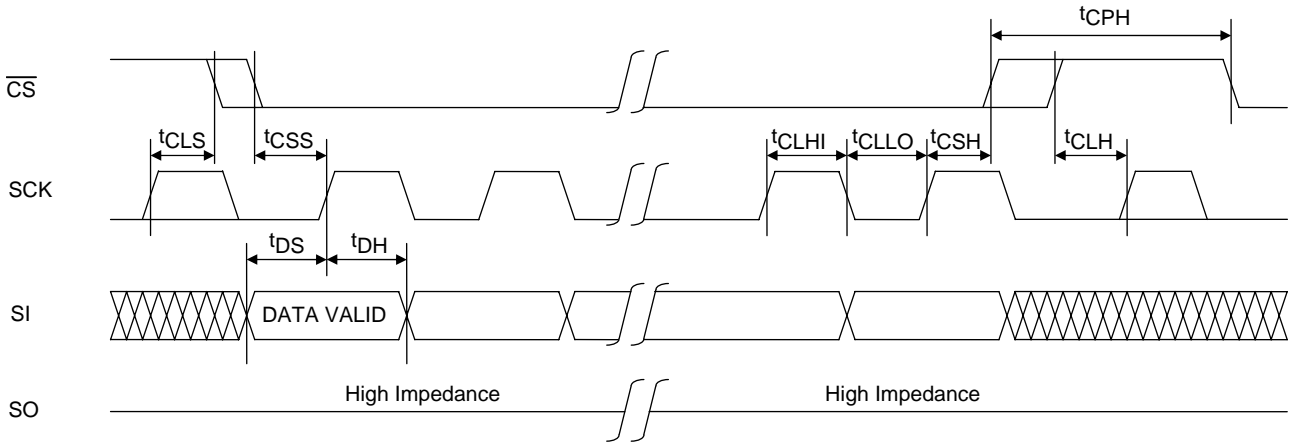 tCPH
CS
tCLS tCSS tCLHI tCLLO tCSH tCLH
SCK
tDS tDH
SI DATA VALID
High Impedance High Impedance
SO